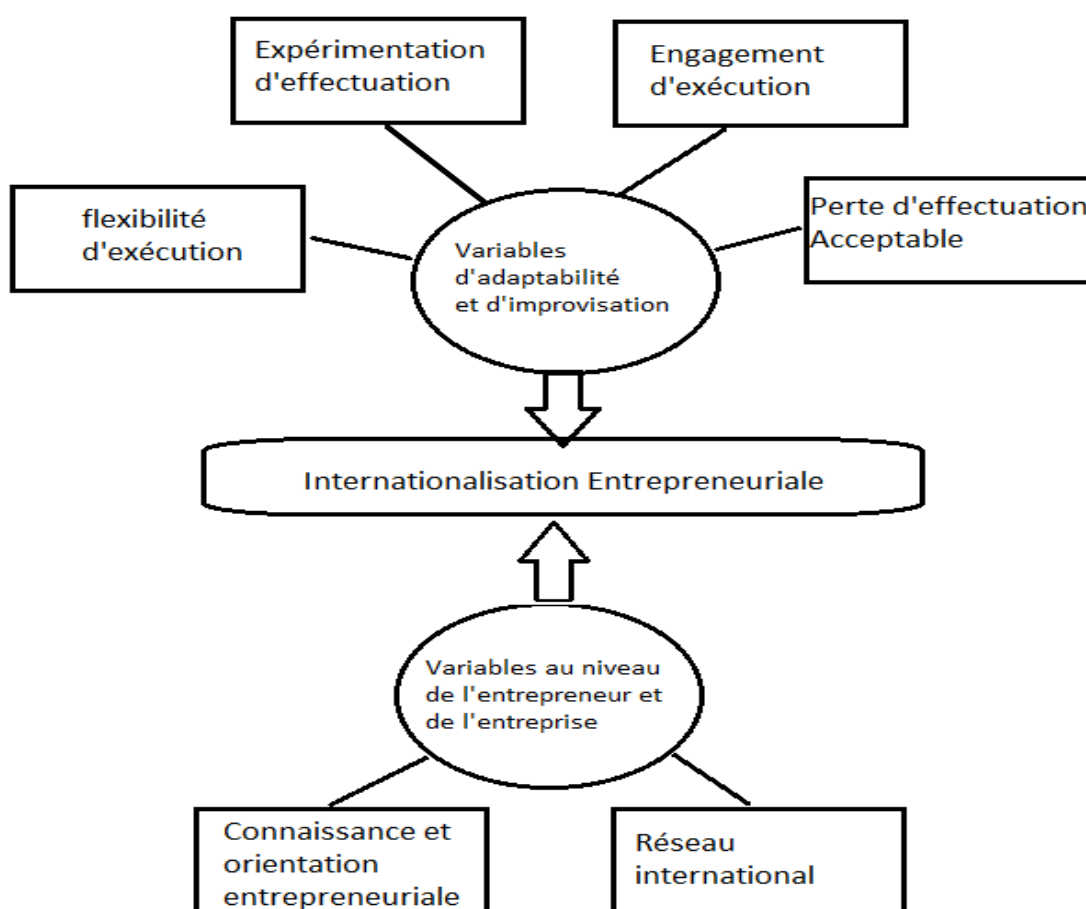 Expérimentation
d'effectuation
Engagement
d'exécution
flexibilité
d'exécution
Perte d'effectuation
Acceptable
Variables
d'adaptabilité
et d'improvisation
Internationalisation Entrepreneuriale
Variables au niveau
de l'entrepreneur et
de l'entreprise
Connaissance et
orientation
entrepreneuriale
Réseau
international